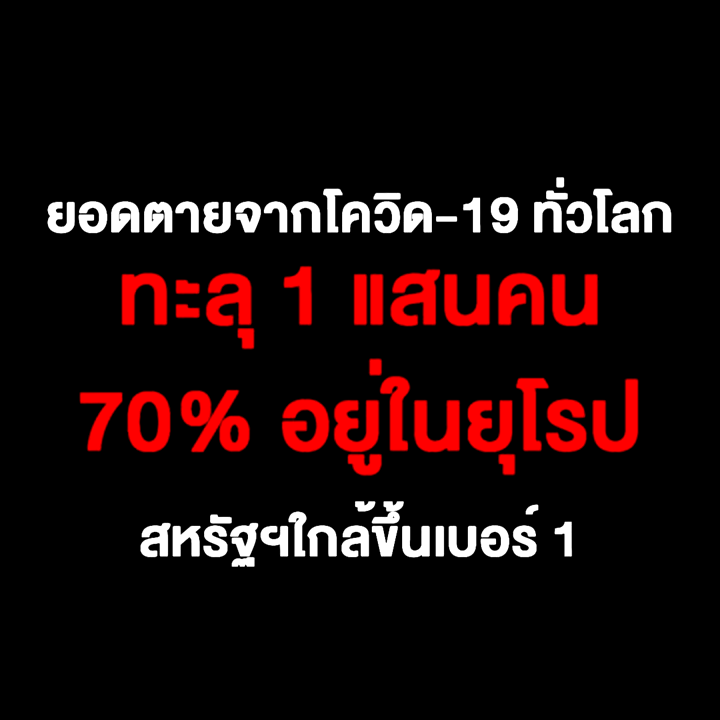 ยอดตายจากโควิด-19 ทั่วโลก
ทะลุ 1 แสนคน
70% อยู่ในยุโรป
สหรัฐฯใกล้ขึ้นเบอร์ 1